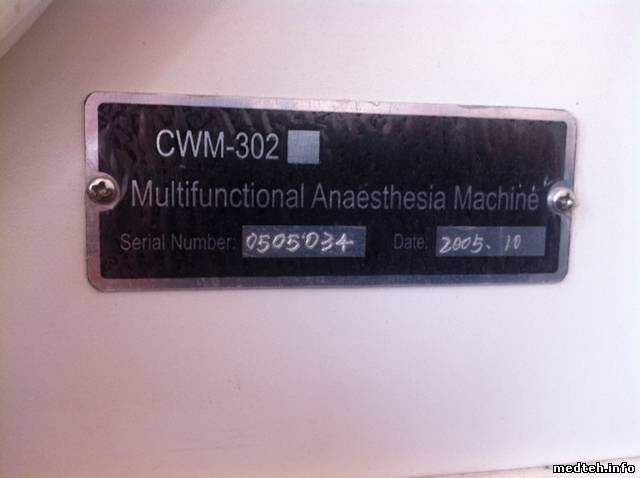 CWM-302
Multifunctional Anaesthesia Machine
Serial Number: 0505034 Date: 2005.10
medteh.info